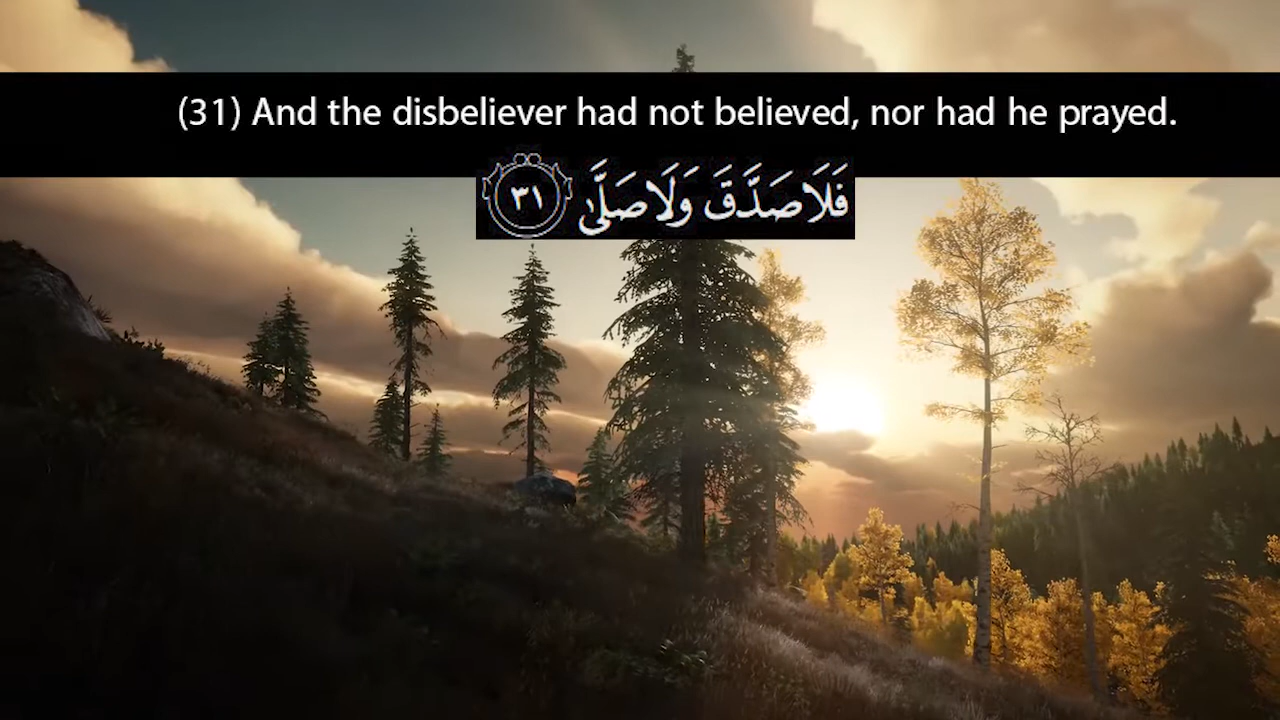 (31) And the disbeliever had not believed, nor had he prayed.
فَلَا صَدَّقَ وَلَا صَلَّىٰ ٣١